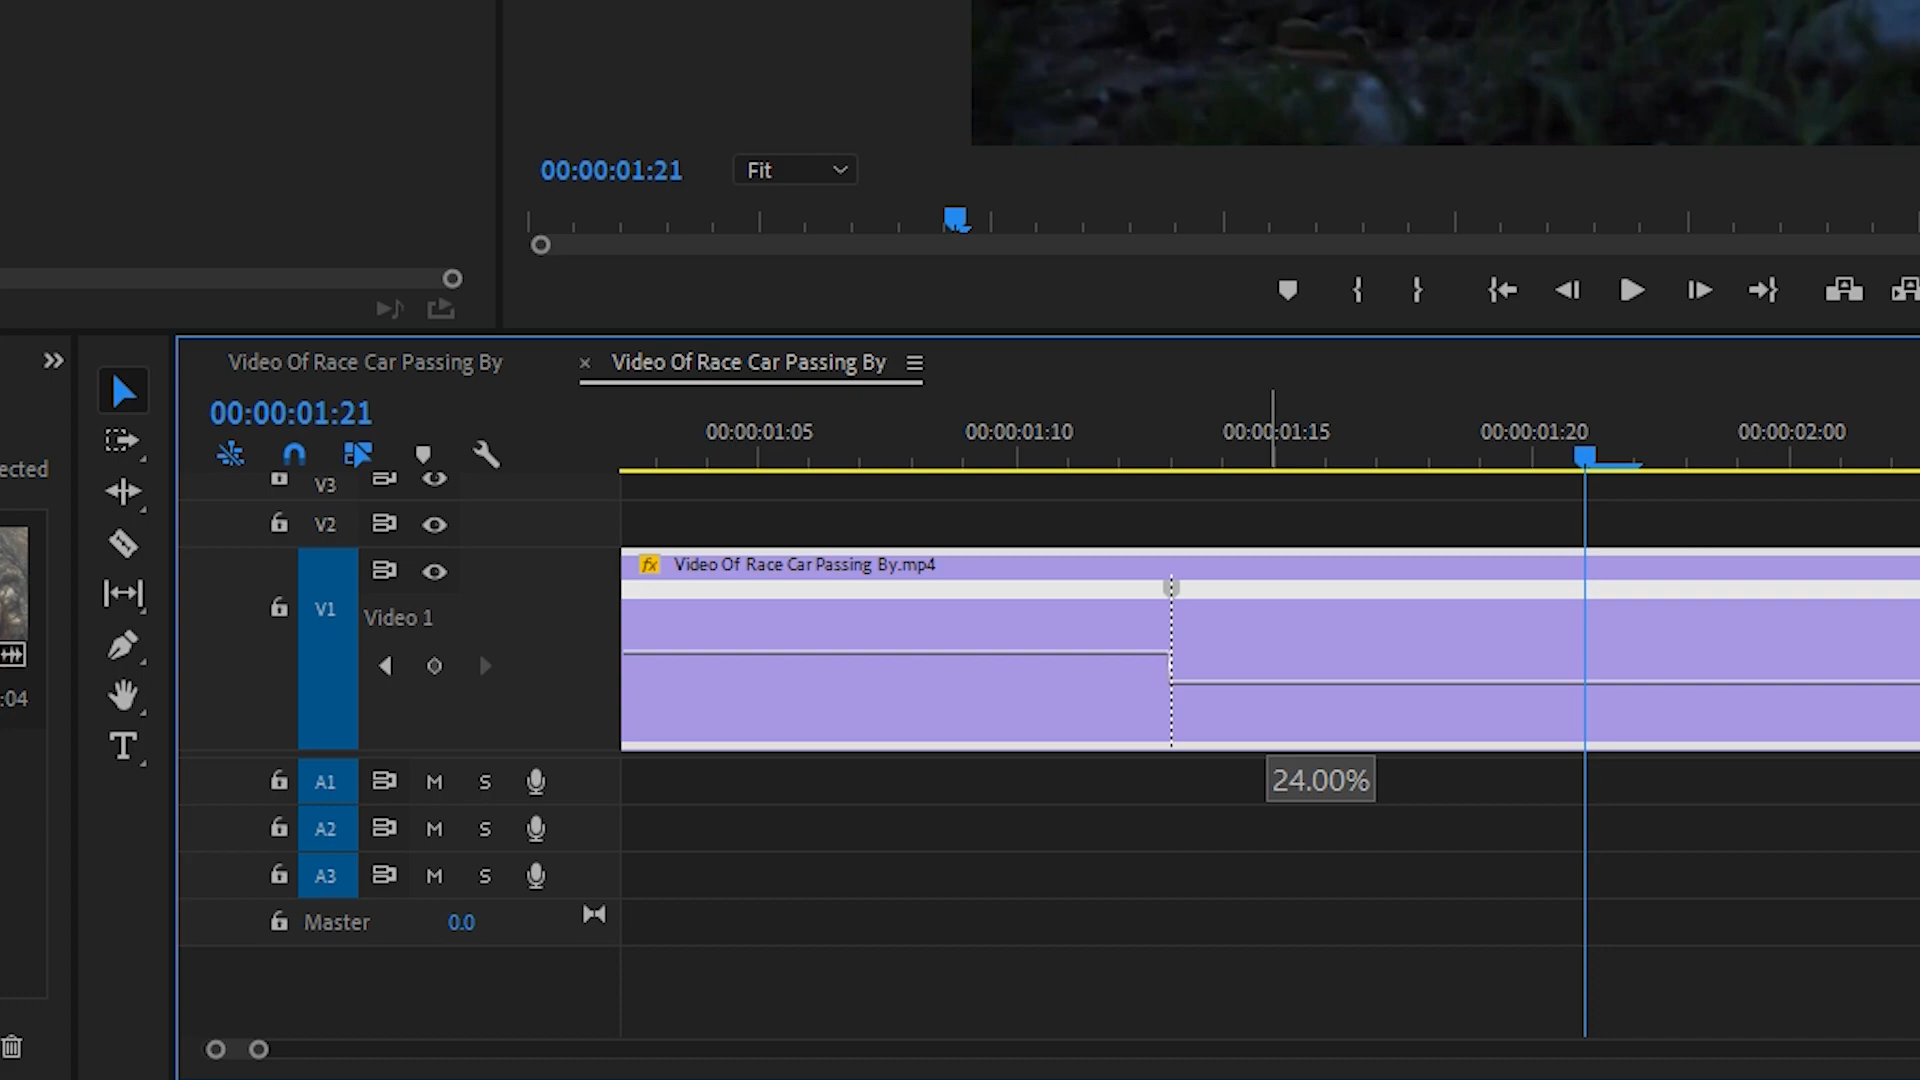 00:00:01:21
Fit
Video Of Race Car Passing By
× Video Of Race Car Passing By
00:00:01:21
00:00:01:05
00:00:01:10
00:00:01:15
00:00:01:20
00:00:02:00
ected
V3
V2
fx Video Of Race Car Passing By.mp4
V1
Video 1
:04
T
24.00%
A1 M S
A2 M S
A3 M S
Master 0.0